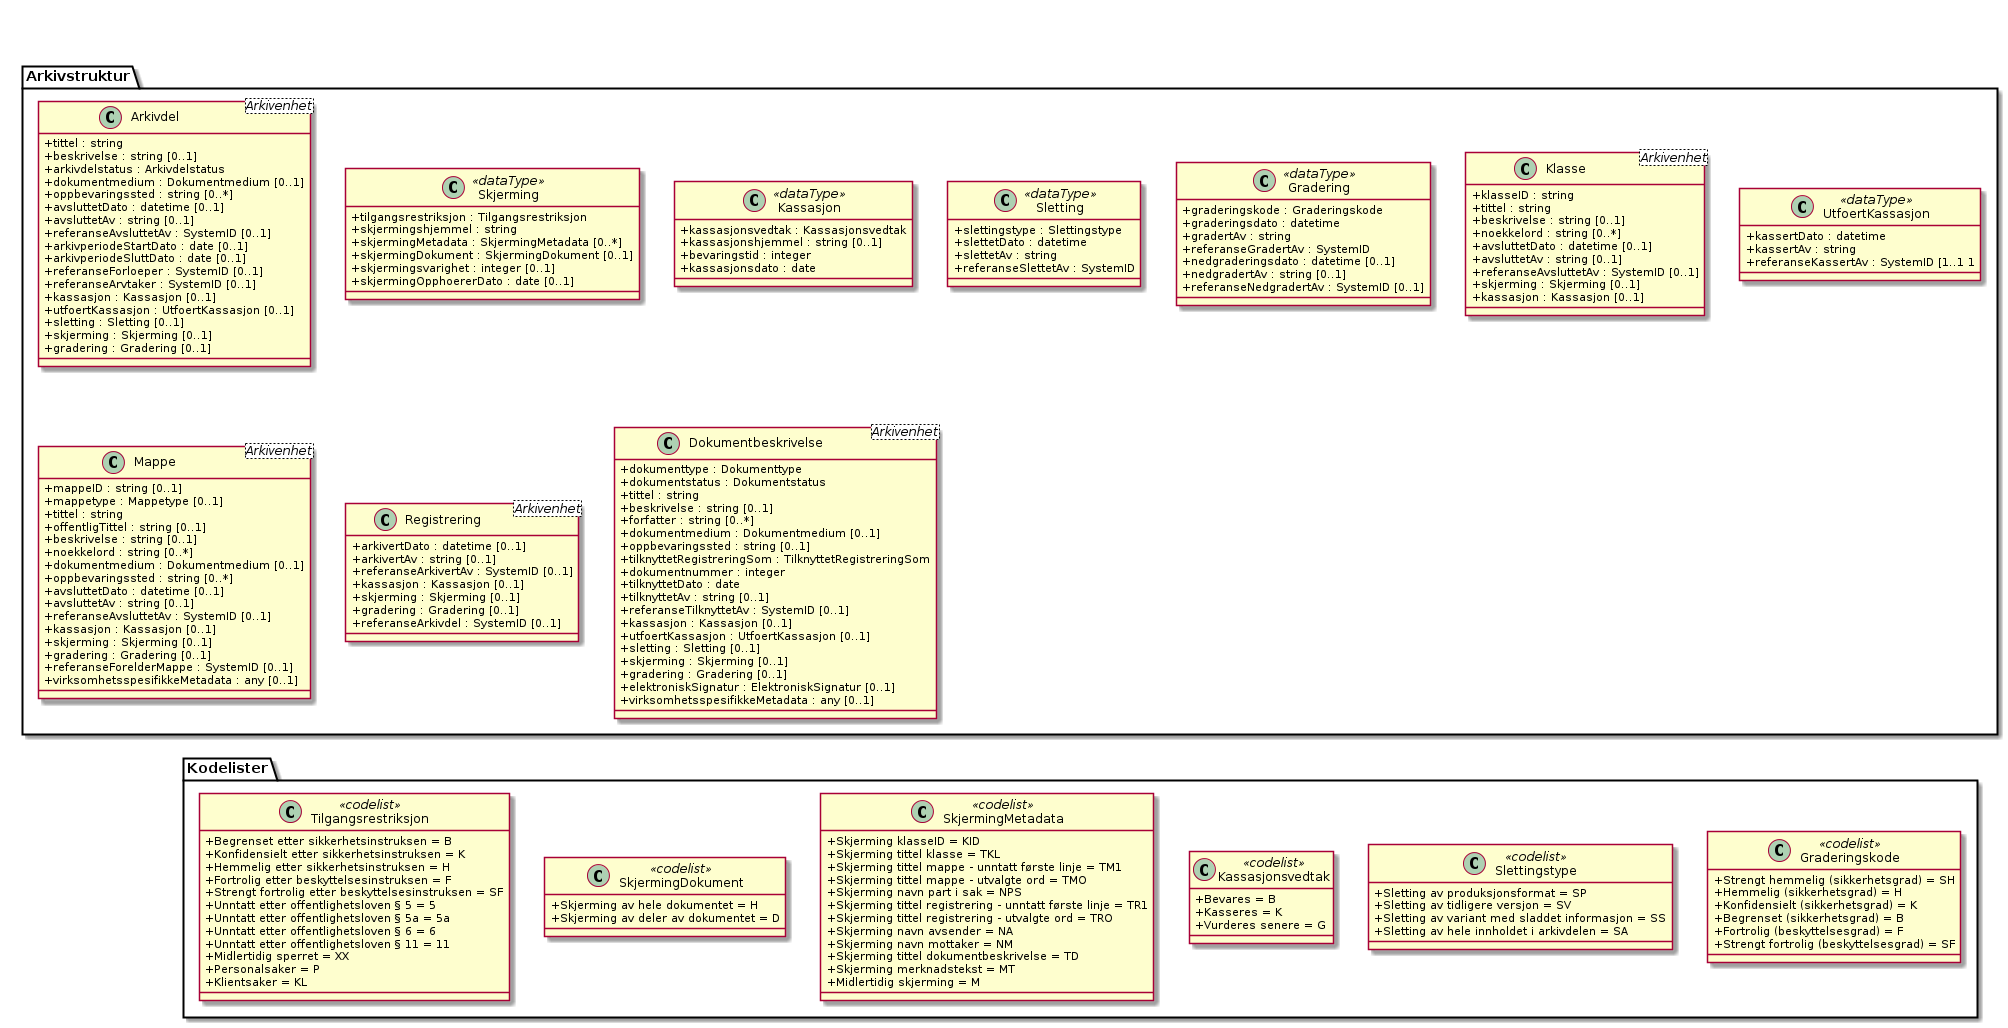 Arkivstruktur
Arkivdel
Arkivenhet
+tittel : string
+beskrivelse : string [0..1]
+arkivdelstatus : Arkivdelstatus
+dokumentmedium : Dokumentmedium [0..1]
+oppbevaringssted : string [0..*]
+avsluttetDato : datetime [0..1]
+avsluttetAv : string [0..1]
+referanseAvsluttetAv : SystemID [0..1]
+arkivperiodeStartDato : date [0..1]
+arkivperiodeSluttDato : date [0..1]
+referanseForloeper : SystemID [0..1]
+referanseArvtaker : SystemID [0..1]
+kassasjon : Kassasjon [0..1]
+utfoertKassasjon : UtfoertKassasjon [0..1]
+sletting : Sletting [0..1]
+skjerming : Skjerming [0..1]
+gradering : Gradering [0..1]
«dataType»
Skjerming
+tilgangsrestriksjon : Tilgangsrestriksjon
+skjermingshjemmel : string
+skjermingMetadata : SkjermingMetadata [0..*]
+skjermingDokument : SkjermingDokument [0..1]
+skjermingsvarighet : integer [0..1]
+skjermingOpphoererDato : date [0..1]
«dataType»
Kassasjon
+kassasjonsvedtak : Kassasjonsvedtak
+kassasjonshjemmel : string [0..1]
+bevaringstid : integer
+kassasjonsdato : date
«dataType»
Sletting
+slettingstype : Slettingstype
+slettetDato : datetime
+slettetAv : string
+referanseSlettetAv : SystemID
«dataType»
Gradering
+graderingskode : Graderingskode
+graderingsdato : datetime
+gradertAv : string
+referanseGradertAv : SystemID
+nedgraderingsdato : datetime [0..1]
+nedgradertAv : string [0..1]
+referanseNedgradertAv : SystemID [0..1]
Klasse
Arkivenhet
+klasseID : string
+tittel : string
+beskrivelse : string [0..1]
+noekkelord : string [0..*]
+avsluttetDato : datetime [0..1]
+avsluttetAv : string [0..1]
+referanseAvsluttetAv : SystemID [0..1]
+skjerming : Skjerming [0..1]
+kassasjon : Kassasjon [0..1]
«dataType»
UtfoertKassasjon
+kassertDato : datetime
+kassertAv : string
+referanseKassertAv : SystemID [1..1 1
Mappe
Arkivenhet
+mappeID : string [0..1]
+mappetype : Mappetype [0..1]
+tittel : string
+offentligTittel : string [0..1]
+beskrivelse : string [0..1]
+noekkelord : string [0..*]
+dokumentmedium : Dokumentmedium [0..1]
+oppbevaringssted : string [0..*]
+avsluttetDato : datetime [0..1]
+avsluttetAv : string [0..1]
+referanseAvsluttetAv : SystemID [0..1]
+kassasjon : Kassasjon [0..1]
+skjerming : Skjerming [0..1]
+gradering : Gradering [0..1]
+referanseForelderMappe : SystemID [0..1]
+virksomhetsspesifikkeMetadata : any [0..1]
Registrering
Arkivenhet
+arkivertDato : datetime [0..1]
+arkivertAv : string [0..1]
+referanseArkivertAv : SystemID [0..1]
+kassasjon : Kassasjon [0..1]
+skjerming : Skjerming [0..1]
+gradering : Gradering [0..1]
+referanseArkivdel : SystemID [0..1]
Dokumentbeskrivelse
Arkivenhet
+dokumenttype : Dokumenttype
+dokumentstatus : Dokumentstatus
+tittel : string
+beskrivelse : string [0..1]
+forfatter : string [0..*]
+dokumentmedium : Dokumentmedium [0..1]
+oppbevaringssted : string [0..1]
+tilknyttetRegistreringSom : TilknyttetRegistreringSom
+dokumentnummer : integer
+tilknyttetDato : date
+tilknyttetAv : string [0..1]
+referanseTilknyttetAv : SystemID [0..1]
+kassasjon : Kassasjon [0..1]
+utfoertKassasjon : UtfoertKassasjon [0..1]
+sletting : Sletting [0..1]
+skjerming : Skjerming [0..1]
+gradering : Gradering [0..1]
+elektroniskSignatur : ElektroniskSignatur [0..1]
+virksomhetsspesifikkeMetadata : any [0..1]
Kodelister
«codelist»
Tilgangsrestriksjon
+Begrenset etter sikkerhetsinstruksen = B
+Konfidensielt etter sikkerhetsinstruksen = K
+Hemmelig etter sikkerhetsinstruksen = H
+Fortrolig etter beskyttelsesinstruksen = F
+Strengt fortrolig etter beskyttelsesinstruksen = SF
+Unntatt etter offentlighetsloven § 5 = 5
+Unntatt etter offentlighetsloven § 5a = 5a
+Unntatt etter offentlighetsloven § 6 = 6
+Unntatt etter offentlighetsloven § 11 = 11
+Midlertidig sperret = XX
+Personalsaker = P
+Klientsaker = KL
«codelist»
SkjermingDokument
+Skjerming av hele dokumentet = H
+Skjerming av deler av dokumentet = D
«codelist»
SkjermingMetadata
+Skjerming klasseID = KID
+Skjerming tittel klasse = TKL
+Skjerming tittel mappe - unntatt første linje = TM1
+Skjerming tittel mappe - utvalgte ord = TMO
+Skjerming navn part i sak = NPS
+Skjerming tittel registrering - unntatt første linje = TR1
+Skjerming tittel registrering - utvalgte ord = TRO
+Skjerming navn avsender = NA
+Skjerming navn mottaker = NM
+Skjerming tittel dokumentbeskrivelse = TD
+Skjerming merknadstekst = MT
+Midlertidig skjerming = M
«codelist»
Kassasjonsvedtak
+Bevares = B
+Kasseres = K
+Vurderes senere = G
«codelist»
Slettingstype
+Sletting av produksjonsformat = SP
+Sletting av tidligere versjon = SV
+Sletting av variant med sladdet informasjon = SS
+Sletting av hele innholdet i arkivdelen = SA
«codelist»
Graderingskode
+Strengt hemmelig (sikkerhetsgrad) = SH
+Hemmelig (sikkerhetsgrad) = H
+Konfidensielt (sikkerhetsgrad) = K
+Begrenset (sikkerhetsgrad) = B
+Fortrolig (beskyttelsesgrad) = F
+Strengt fortrolig (beskyttelsesgrad) = SF